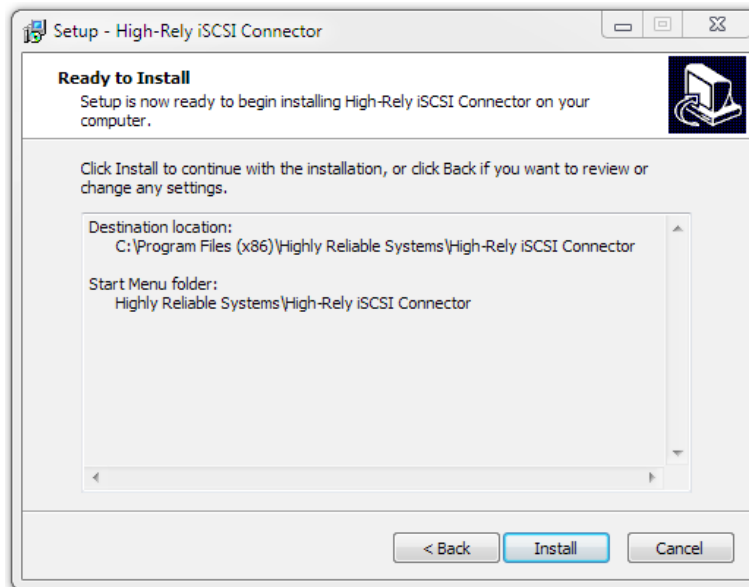 Setup - High-Rely iSCSI Connector
Ready to Install
Setup is now ready to begin installing High-Rely iSCSI Connector on your
computer.
Click Install to continue with the installation, or click Back if you want to review or
change any settings.
Destination location:
C:\Program Files (x86)\Highly Reliable Systems\High-Rely iSCSI Connector
Start Menu folder:
Highly Reliable Systems\High-Rely iSCSI Connector
< Back
Install
Cancel